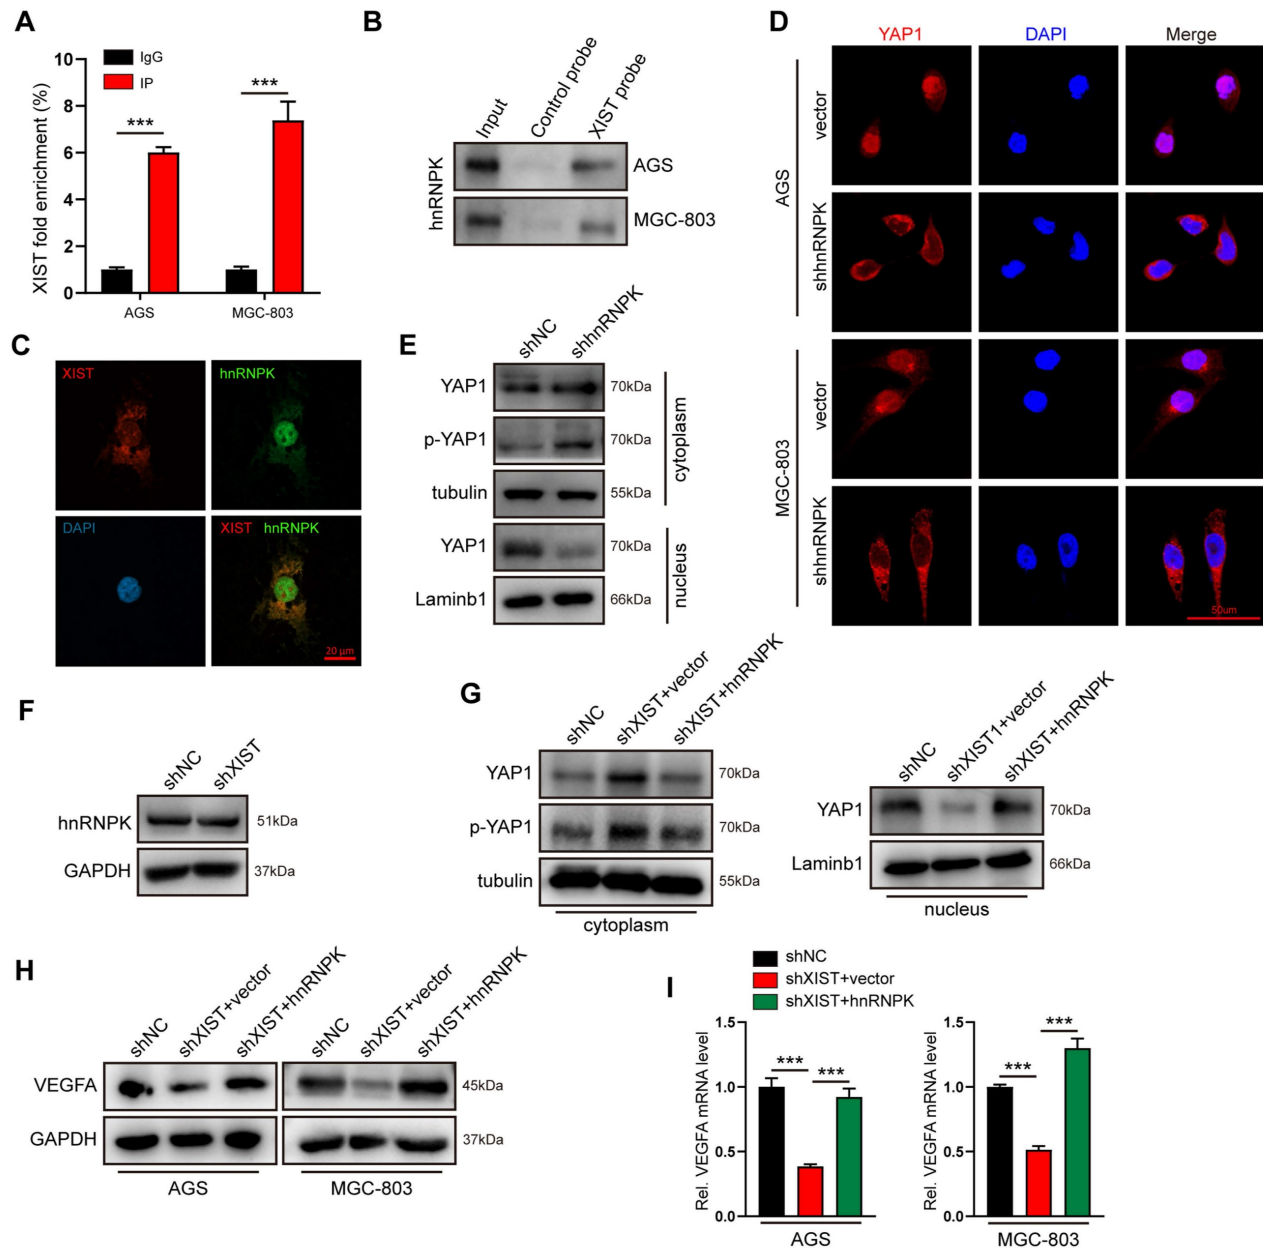 A
IgG
IP
XIST fold enrichment (%)
10
8
6
4
2
0
***
***
AGS
MGC-803
B
Input
Control probe
XIST probe
hnRNPK
AGS
MGC-803
C
XIST
hnRNPK
DAPI
XIST hnRNPK
20 μm
D
YAP1
DAPI
Merge
AGS
vector
shhnRNPK
MGC-803
vector
shhnRNPK
50um
E
shNC
shhnRNPK
YAP1
70kDa
p-YAP1
70kDa
tubulin
55kDa
cytoplasm
YAP1
70kDa
Laminb1
66kDa
nucleus
F
shNC
shXIST
hnRNPK
51kDa
GAPDH
37kDa
G
shNC
shXIST+vector
shXIST+hnRNPK
YAP1
70kDa
p-YAP1
70kDa
tubulin
55kDa
cytoplasm
shNC
shXIST1+vector
shXIST+hnRNPK
YAP1
70kDa
Laminb1
66kDa
nucleus
H
shNC
shXIST+vector
shXIST+hnRNPK
shNC
shXIST+vector
shXIST+hnRNPK
VEGFA
45kDa
GAPDH
37kDa
AGS
MGC-803
I
shNC
shXIST+vector
shXIST+hnRNPK
Rel. VEGFA mRNA level
1.5
1.0
0.5
0.0
***
***
AGS
Rel. VEGFA mRNA level
1.5
1.0
0.5
0.0
***
***
MGC-803